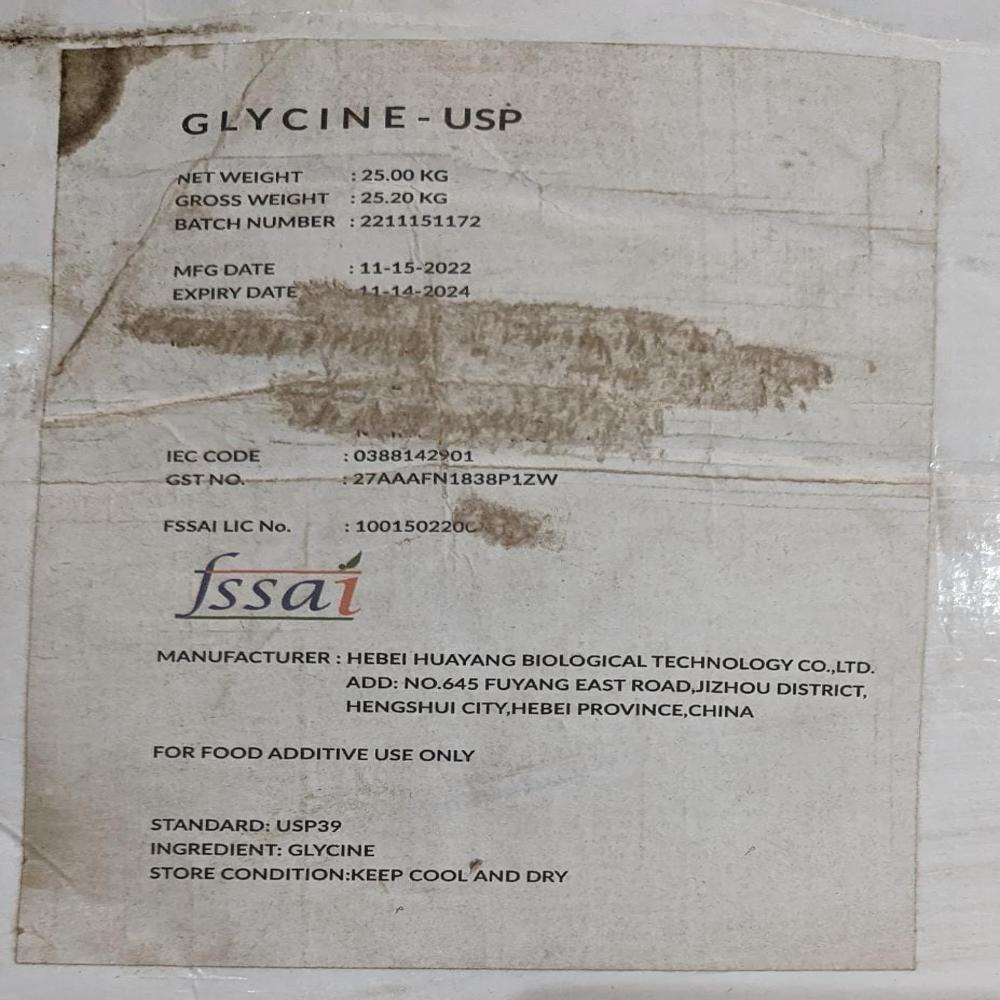 GLYCINE - USP
NET WEIGHT : 25.00 KG
GROSS WEIGHT : 25.20 KG
BATCH NUMBER : 2211151172
MFG DATE : 11-15-2022
EXPIRY DATE 11-14-2024
IEC CODE : 0388142901
GST NO. : 27AAAFN1838P1ZW
FSSAI LIC No. :
fssai
MANUFACTURER : HEBEI HUAYANG BIOLOGICAL TECHNOLOGY CO.,LTD.
ADD: NO.645 FUYANG EAST ROAD,JIZHOU DISTRICT,
HENGSHUI CITY,HEBEI PROVINCE,CHINA
FOR FOOD ADDITIVE USE ONLY
STANDARD: USP39
INGREDIENT: GLYCINE
STORE CONDITION:KEEP COOL AND DRY